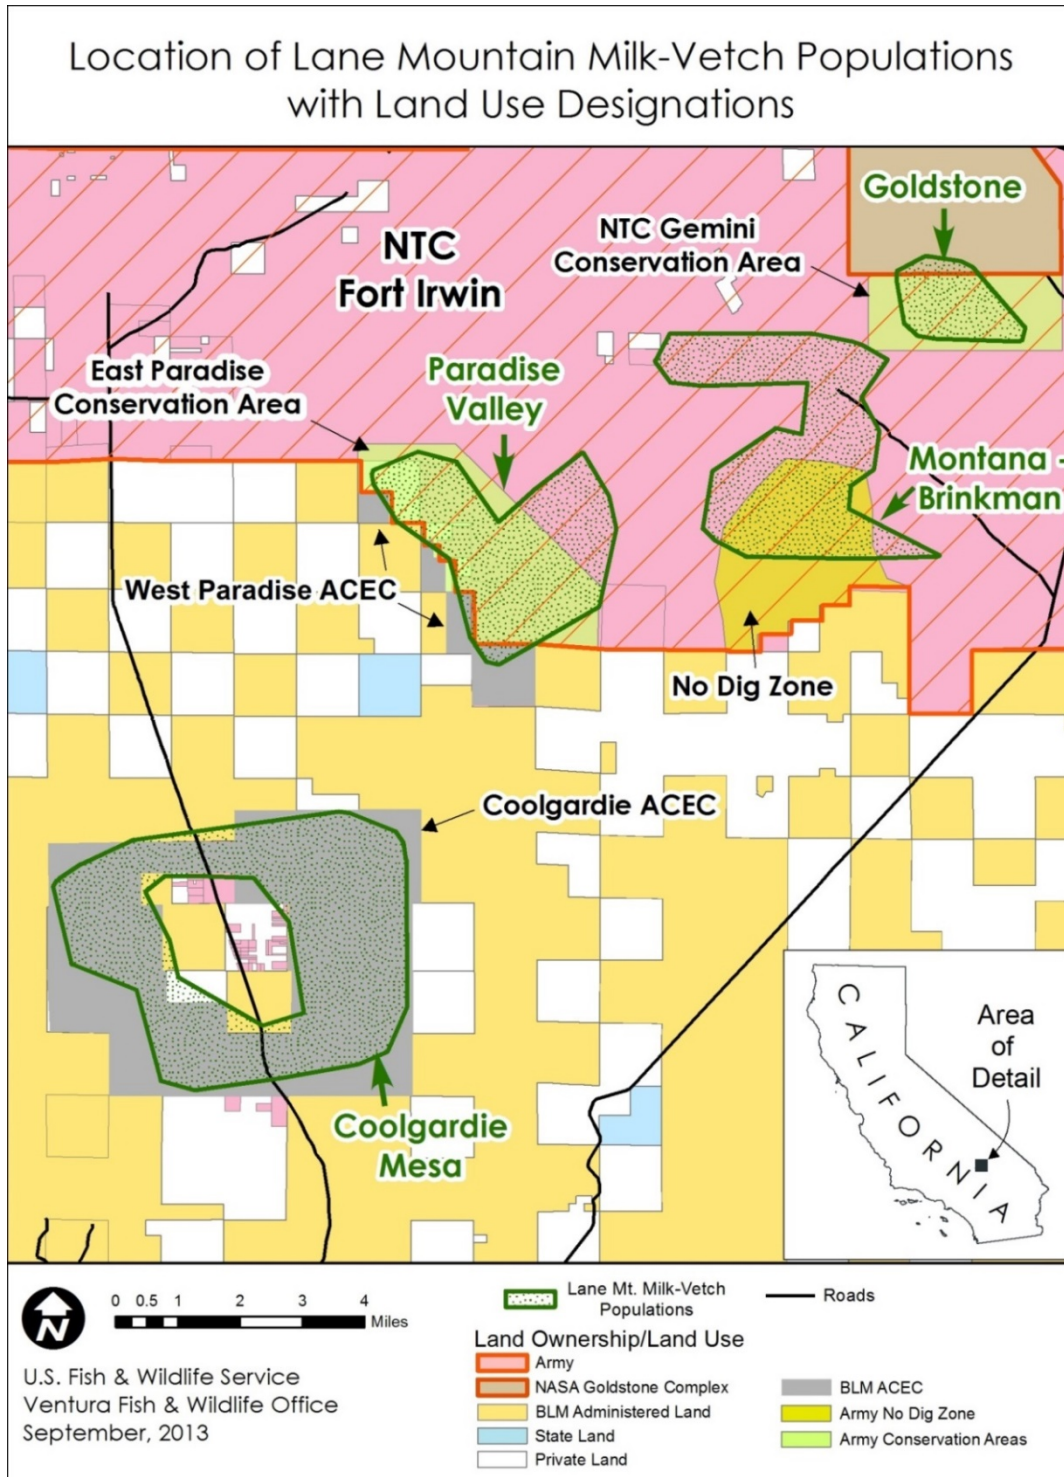 Location of Lane Mountain Milk-Vetch Populations
with Land Use Designations
Goldstone
NTC Gemini
Conservation Area
NTC
Fort Irwin
East Paradise
Conservation Area
Paradise
Valley
Montana -
Brinkman
West Paradise ACEC
No Dig Zone
Coolgardie ACEC
Coolgardie
Mesa
CALIFORNIA
Area
of
Detail
N
0 0.5 1 2 3 4
Miles
U.S. Fish & Wildlife Service
Ventura Fish & Wildlife Office
September, 2013
Lane Mt. Milk-Vetch
Populations
Roads
Land Ownership/Land Use
Army
NASA Goldstone Complex
BLM Administered Land
State Land
Private Land
BLM ACEC
Army No Dig Zone
Army Conservation Areas